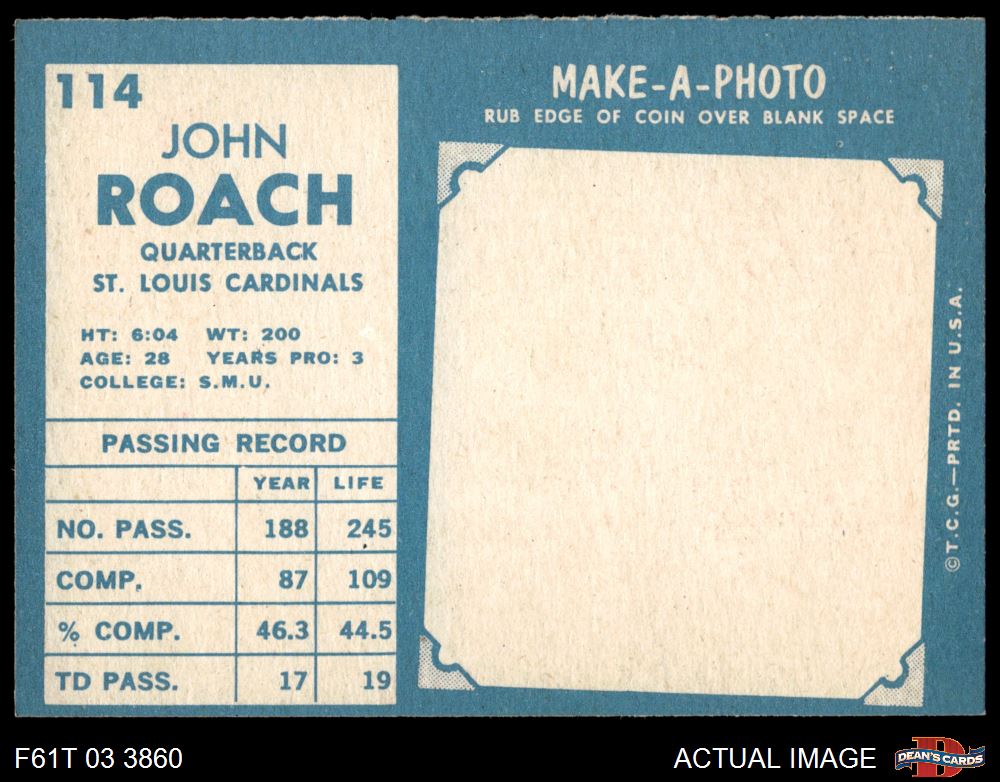 114
JOHN
ROACH
QUARTERBACK
ST. LOUIS CARDINALS
HT: 6:04 WT: 200
AGE: 28 YEARS PRO: 3
COLLEGE: S.M.U.
PASSING RECORD
YEAR LIFE
NO. PASS. 188 245
COMP. 87 109
% COMP. 46.3 44.5
TD PASS. 17 19
MAKE-A-PHOTO
RUB EDGE OF COIN OVER BLANK SPACE
©T.C.G.—PRTD. IN U.S.A.
F61T 03 3860
ACTUAL IMAGE
D
DEAN'S CARDS